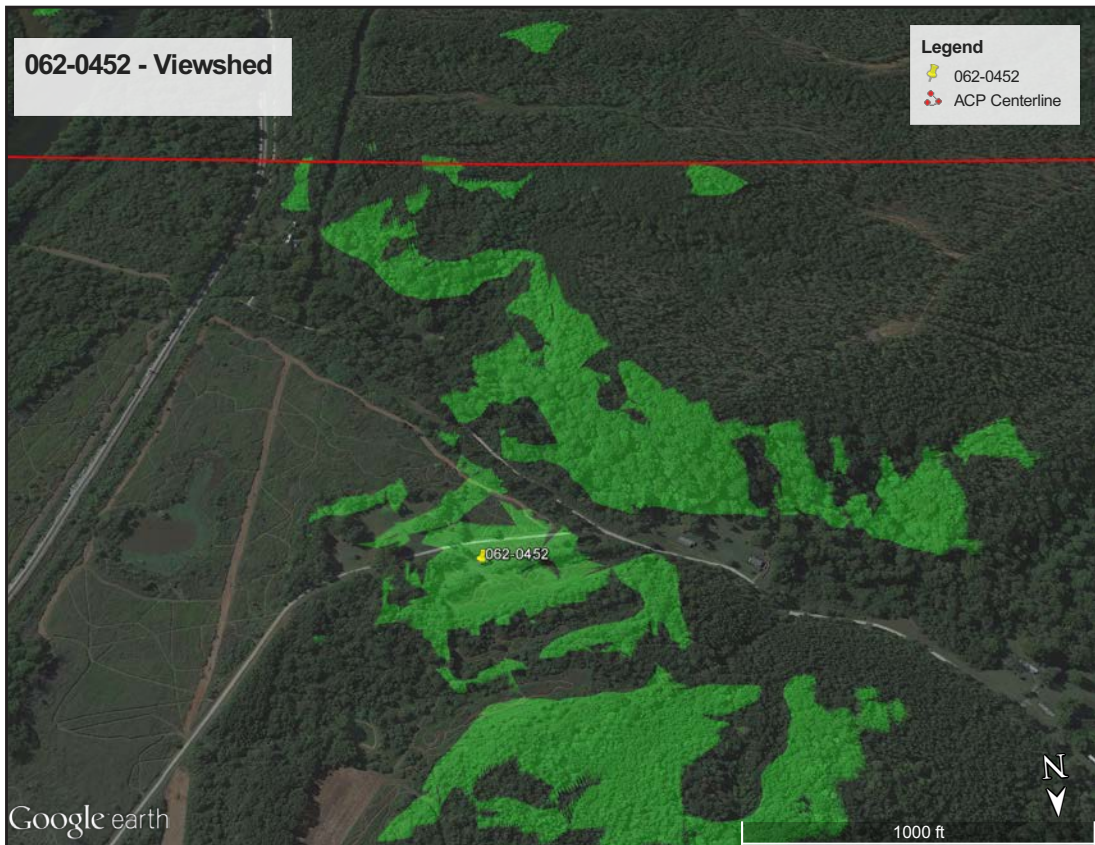 062-0452 - Viewshed
Legend
062-0452
ACP Centerline
062-0452
N
Google earth
1000 ft